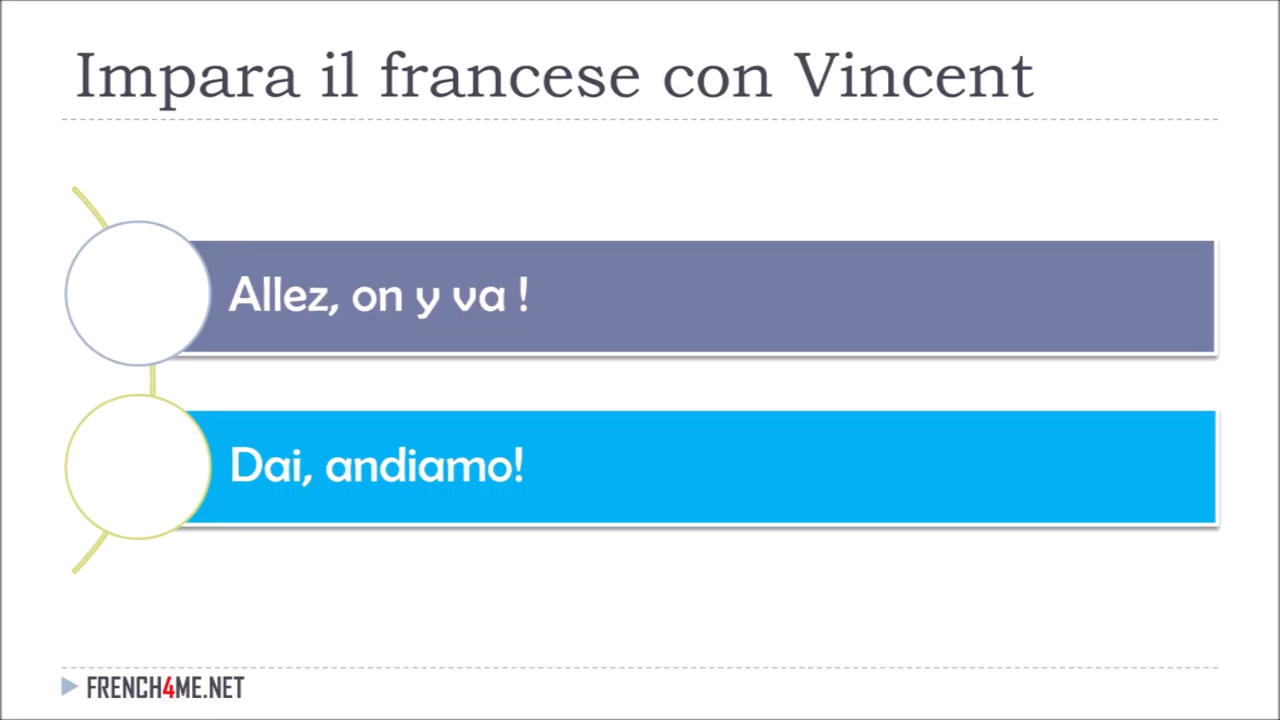 Impara il francese con Vincent
Allez, on y va !
Dai, andiamo!
FRENCH4ME.NET